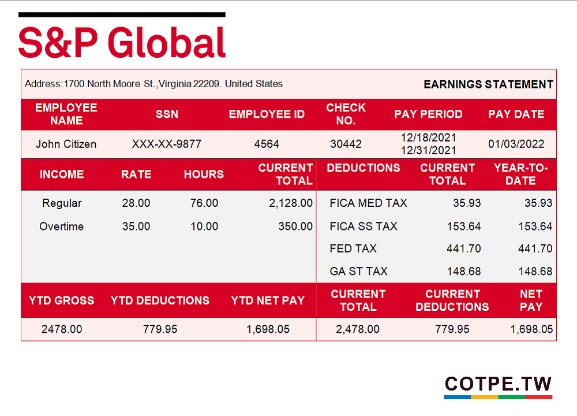 S&P Global
Address:1700 North Moore St.,Virginia 22209. United States EARNINGS STATEMENT
EMPLOYEE NAME SSN EMPLOYEE ID CHECK NO. PAY PERIOD PAY DATE
John Citizen XXX-XX-9877 4564 30442 12/18/2021 12/31/2021 01/03/2022
INCOME RATE HOURS CURRENT TOTAL DEDUCTIONS CURRENT TOTAL YEAR-TO-DATE
Regular 28.00 76.00 2,128.00 FICA MED TAX 35.93 35.93
Overtime 35.00 10.00 350.00 FICA SS TAX 153.64 153.64
FED TAX 441.70 441.70
GA ST TAX 148.68 148.68
YTD GROSS YTD DEDUCTIONS YTD NET PAY CURRENT TOTAL CURRENT DEDUCTIONS NET PAY
2478.00 779.95 1,698.05 2,478.00 779.95 1,698.05
COTPE.TW